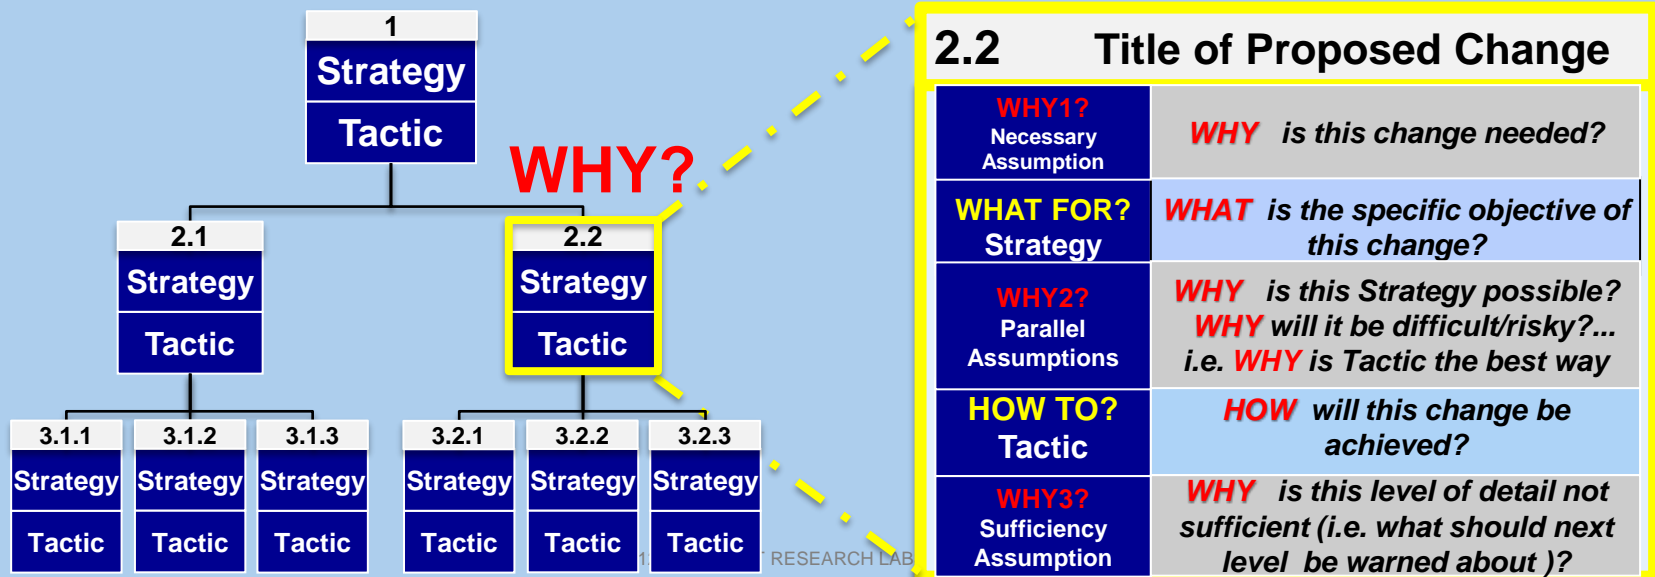 1
Strategy
Tactic
WHY?
2.1
Strategy
Tactic
2.2
Strategy
Tactic
3.1.1
Strategy
Tactic
3.1.2
Strategy
Tactic
3.1.3
Strategy
Tactic
3.2.1
Strategy
Tactic
3.2.2
Strategy
Tactic
3.2.3
Strategy
Tactic
RESEARCH LAB
2.2 Title of Proposed Change
WHY1?
Necessary
Assumption
WHY is this change needed?
WHAT FOR?
Strategy
WHAT is the specific objective of
this change?
WHY2?
Parallel
Assumptions
WHY is this Strategy possible?
WHY will it be difficult/risky?...
i.e. WHY is Tactic the best way
HOW TO?
Tactic
HOW will this change be
achieved?
WHY3?
Sufficiency
Assumption
WHY is this level of detail not
sufficient (i.e. what should next
level be warned about )?